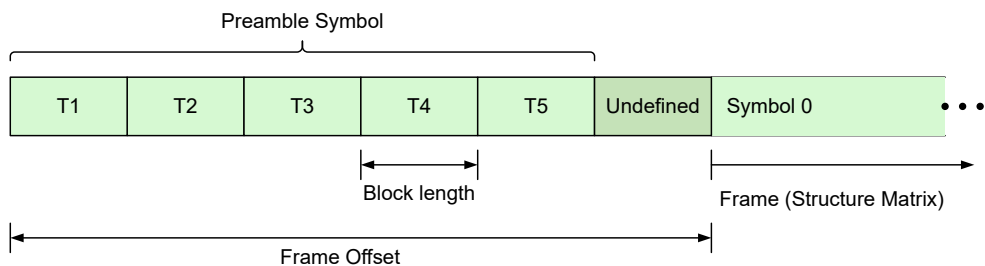 Preamble Symbol
T1 T2 T3 T4 T5 Undefined Symbol 0 •••
Block length
Frame (Structure Matrix)
Frame Offset